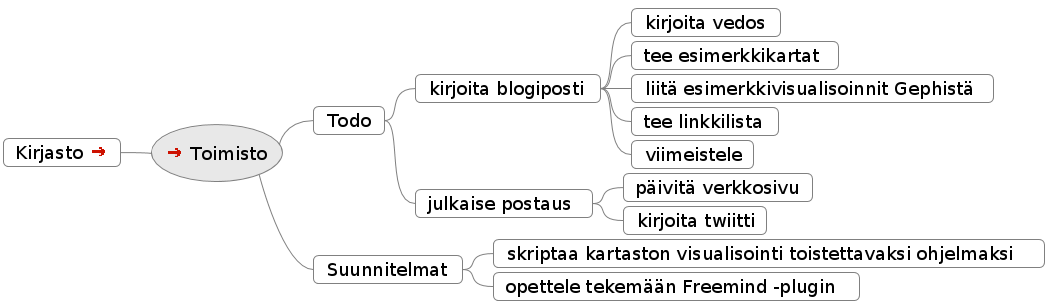 Kirjasto
Toimisto
Todo
kirjoita blogiposti
kirjoita vedos
tee esimerkkikartat
liitä esimerkkivisualisoinnit Gephistä
tee linkkilista
viimeistele
julkaise postaus
päivitä verkkosivu
kirjoita twiitti
Suunnitelmat
skriptaa kartaston visualisointi toistettavaksi ohjelmaksi
opettele tekemään Freemind -plugin